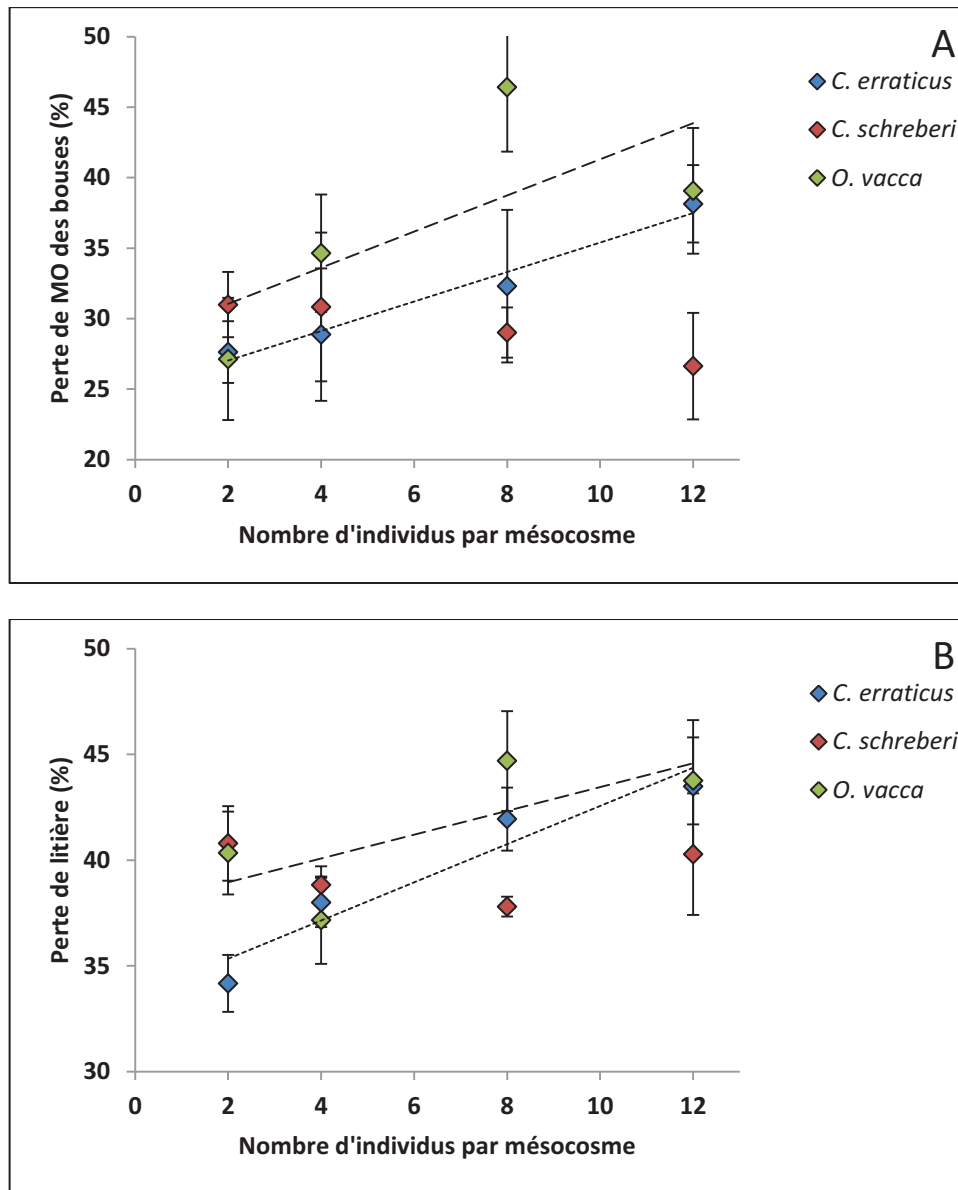 A
50
45
40
35
30
25
20
0
2
4
6
8
10
12
Perte de MO des bouses (%)
Nombre d'individus par mésocosme
C. erraticus
C. schreberi
O. vacca
B
50
45
40
35
30
0
2
4
6
8
10
12
Perte de litière (%)
Nombre d'individus par mésocosme
C. erraticus
C. schreberi
O. vacca